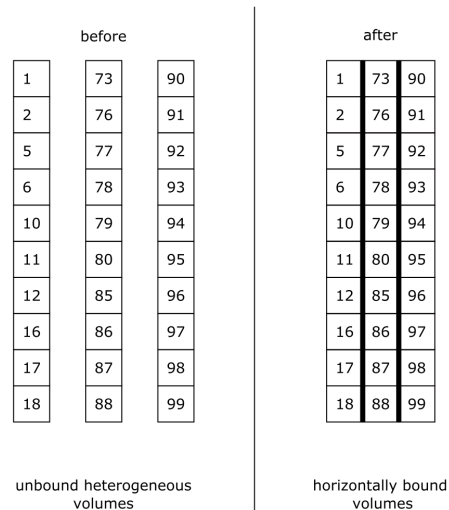 before
after
1 73 90 1 73 90
2 76 91 2 76 91
5 77 92 5 77 92
6 78 93 6 78 93
10 79 94 10 79 94
11 80 95 11 80 95
12 85 96 12 85 96
16 86 97 16 86 97
17 87 98 17 87 98
18 88 99 18 88 99
unbound heterogeneous
volumes
horizontally bound
volumes